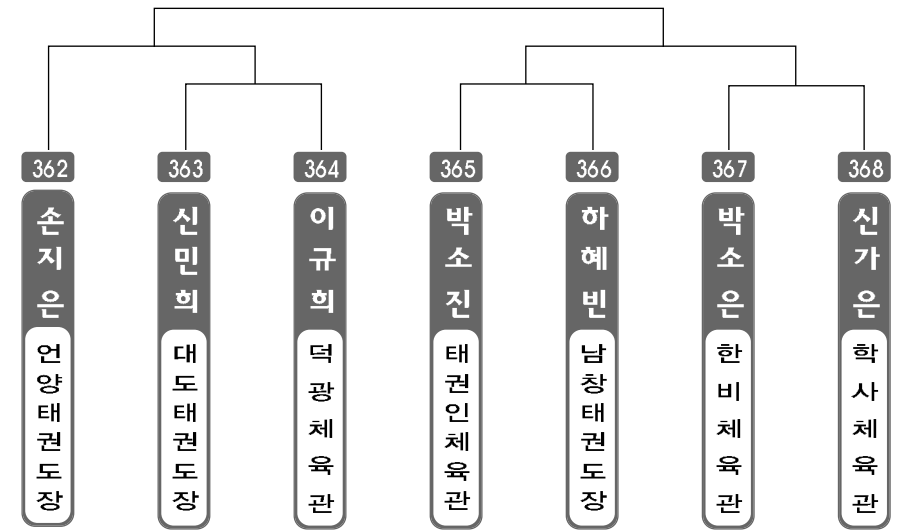 362
손지은
언양태권도장
363
신민희
대도태권도장
364
이규희
덕광체육관
365
박소진
태권인체육관
366
하혜빈
남창태권도장
367
박소은
한비체육관
368
신가은
학사체육관